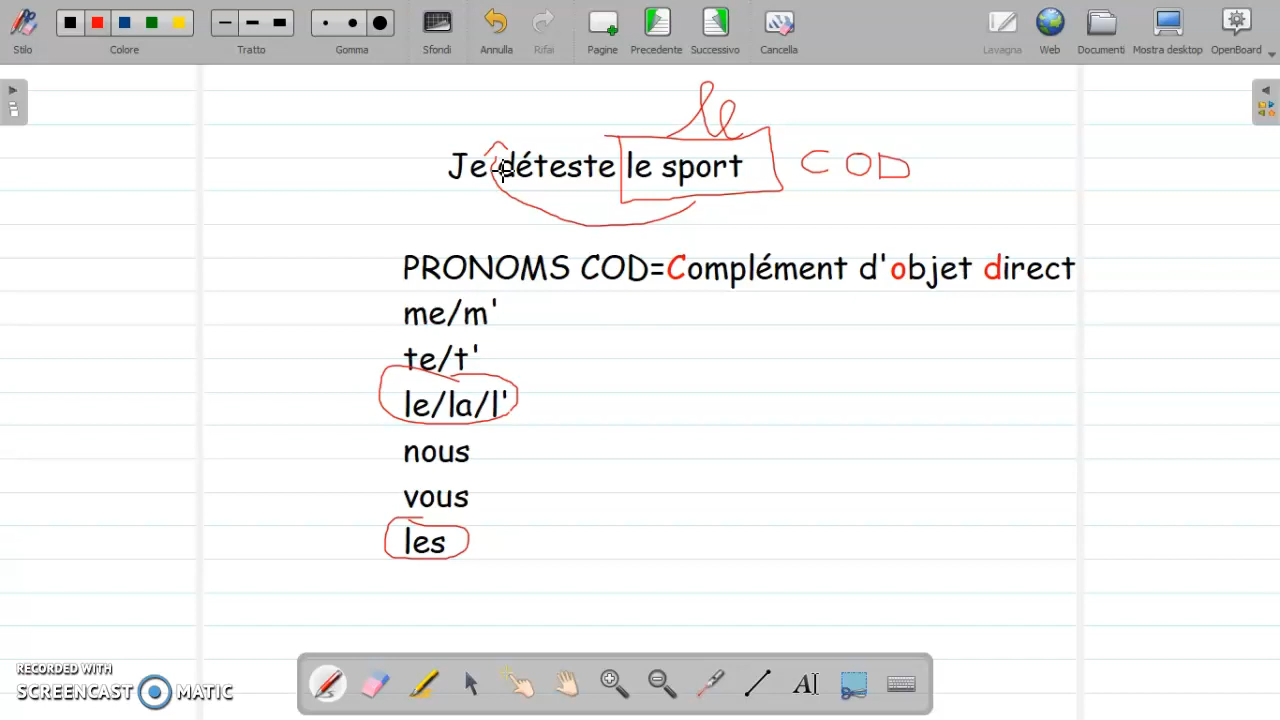 Stilo Colore Tratto Gomma Sfondi Annulla Rifai Pagine Precedente Successivo Cancella Lavagna Web Documenti Mostra desktop OpenBoard
le
Je déteste le sport COD
PRONOMS COD=Complément d'objet direct
me/m'
te/t'
le/la/l'
nous
vous
les
RECORDED WITH
SCREENCAST MATIC